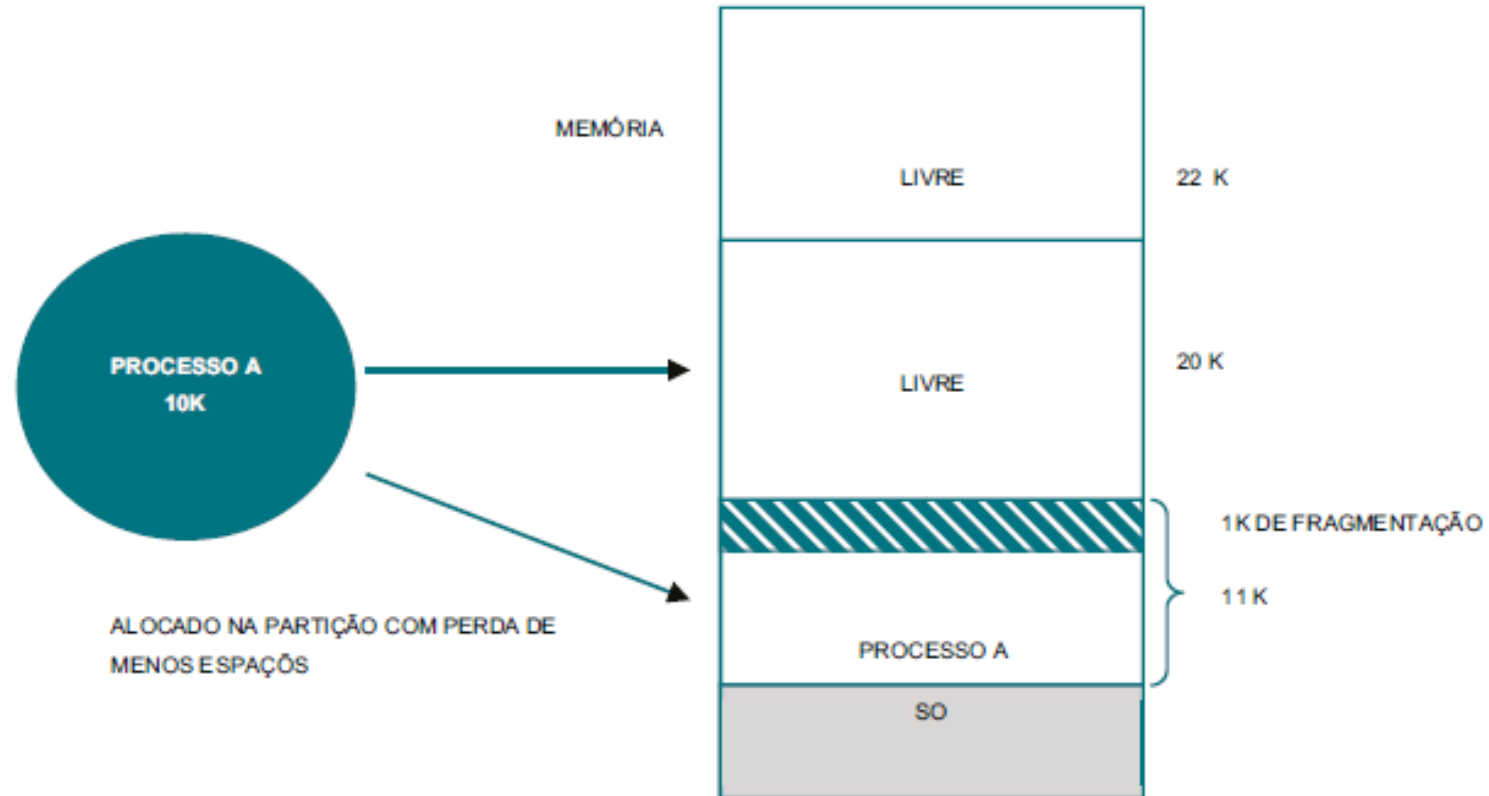 MEMÓRIA
LIVRE
22 K
PROCESSO A
10K
LIVRE
20 K
1K DE FRAGMENTAÇÃO
11 K
ALOCADO NA PARTIÇÃO COM PERDA DE
MENOS ESPAÇÕS
PROCESSO A
SO